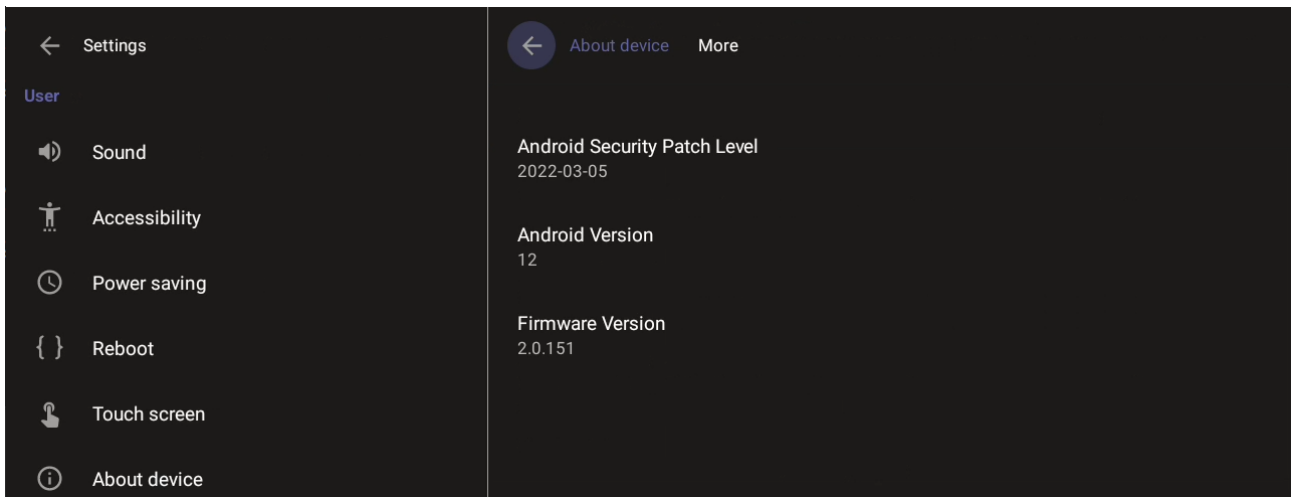 Settings
User
Sound
Accessibility
Power saving
{ } Reboot
Touch screen
About device
About device More
Android Security Patch Level
2022-03-05
Android Version
12
Firmware Version
2.0.151